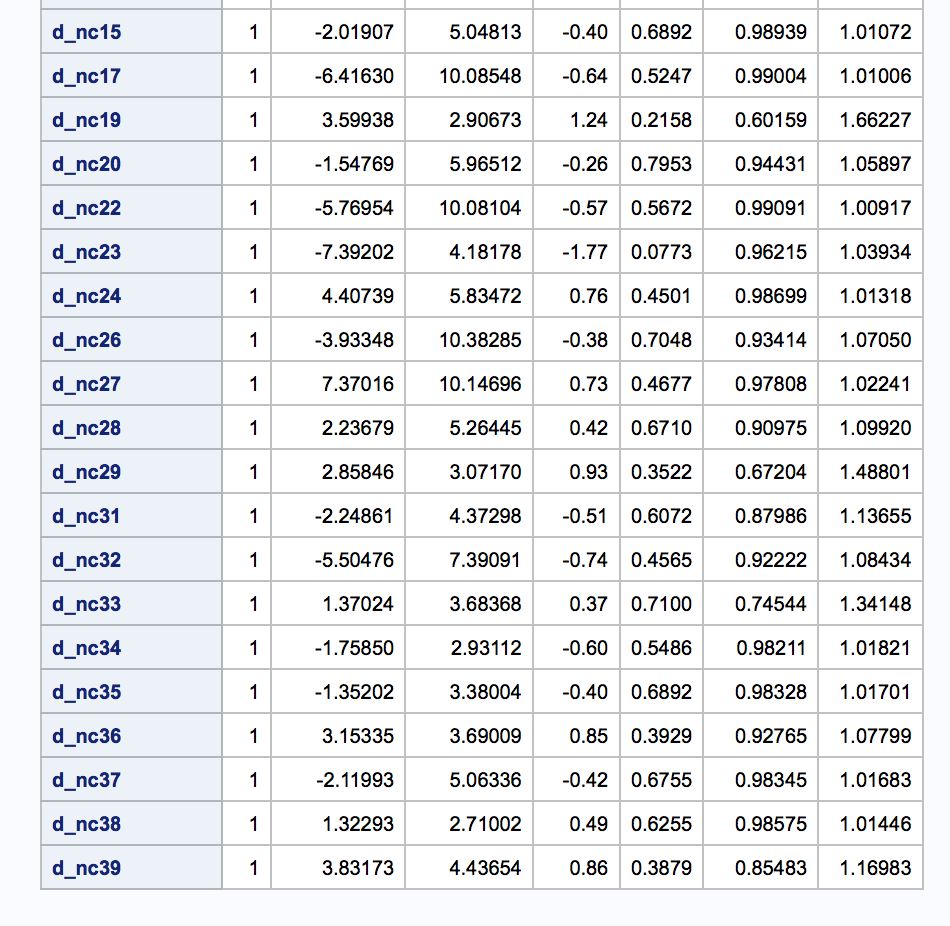 d_nc15 1 -2.01907 5.04813 -0.40 0.6892 0.98939 1.01072
d_nc17 1 -6.41630 10.08548 -0.64 0.5247 0.99004 1.01006
d_nc19 1 3.59938 2.90673 1.24 0.2158 0.60159 1.66227
d_nc20 1 -1.54769 5.96512 -0.26 0.7953 0.94431 1.05897
d_nc22 1 -5.76954 10.08104 -0.57 0.5672 0.99091 1.00917
d_nc23 1 -7.39202 4.18178 -1.77 0.0773 0.96215 1.03934
d_nc24 1 4.40739 5.83472 0.76 0.4501 0.98699 1.01318
d_nc26 1 -3.93348 10.38285 -0.38 0.7048 0.93414 1.07050
d_nc27 1 7.37016 10.14696 0.73 0.4677 0.97808 1.02241
d_nc28 1 2.23679 5.26445 0.42 0.6710 0.90975 1.09920
d_nc29 1 2.85846 3.07170 0.93 0.3522 0.67204 1.48801
d_nc31 1 -2.24861 4.37298 -0.51 0.6072 0.87986 1.13655
d_nc32 1 -5.50476 7.39091 -0.74 0.4565 0.92222 1.08434
d_nc33 1 1.37024 3.68368 0.37 0.7100 0.74544 1.34148
d_nc34 1 -1.75850 2.93112 -0.60 0.5486 0.98211 1.01821
d_nc35 1 -1.35202 3.38004 -0.40 0.6892 0.98328 1.01701
d_nc36 1 3.15335 3.69009 0.85 0.3929 0.92765 1.07799
d_nc37 1 -2.11993 5.06336 -0.42 0.6755 0.98345 1.01683
d_nc38 1 1.32293 2.71002 0.49 0.6255 0.98575 1.01446
d_nc39 1 3.83173 4.43654 0.86 0.3879 0.85483 1.16983